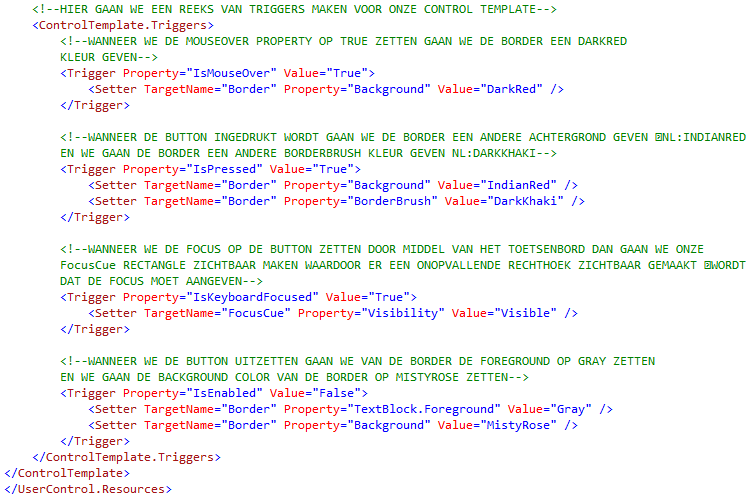 <!--HIER GAAN WE EEN REEKS VAN TRIGGERS MAKEN VOOR ONZE CONTROL TEMPLATE-->
<ControlTemplate.Triggers>
<!--WANNEER WE DE MOUSEOVER PROPERTY OP TRUE ZETTEN GAAN WE DE BORDER EEN DARKRED
KLEUR GEVEN-->
<Trigger Property="IsMouseOver" Value="True">
<Setter TargetName="Border" Property="Background" Value="DarkRed" />
</Trigger>
<!--WANNEER DE BUTTON INGEDRUKT WORDT GAAN WE DE BORDER EEN ANDERE ACHTERGROND GEVEN NL:INDIANRED
EN WE GAAN DE BORDER EEN ANDERE BORDERBRUSH KLEUR GEVEN NL:DARKKHAKI-->
<Trigger Property="IsPressed" Value="True">
<Setter TargetName="Border" Property="Background" Value="IndianRed" />
<Setter TargetName="Border" Property="BorderBrush" Value="DarkKhaki" />
</Trigger>
<!--WANNEER WE DE FOCUS OP DE BUTTON ZETTEN DOOR MIDDEL VAN HET TOETSENBORD DAN GAAN WE ONZE
FocusCue RECTANGLE ZICHTBAAR MAKEN WAARDOOR ER EEN ONOPVALLENDE RECHTHOEK ZICHTBAAR GEMAAKT WORDT
DAT DE FOCUS MOET AANGEVEN-->
<Trigger Property="IsKeyboardFocused" Value="True">
<Setter TargetName="FocusCue" Property="Visibility" Value="Visible" />
</Trigger>
<!--WANNEER WE DE BUTTON UITZETTEN GAAN WE VAN DE BORDER DE FOREGROUND OP GRAY ZETTEN
EN WE GAAN DE BACKGROUND COLOR VAN DE BORDER OP MISTYROSE ZETTEN-->
<Trigger Property="IsEnabled" Value="False">
<Setter TargetName="Border" Property="TextBlock.Foreground" Value="Gray" />
<Setter TargetName="Border" Property="Background" Value="MistyRose" />
</Trigger>
</ControlTemplate.Triggers>
</ControlTemplate>
</UserControl.Resources>